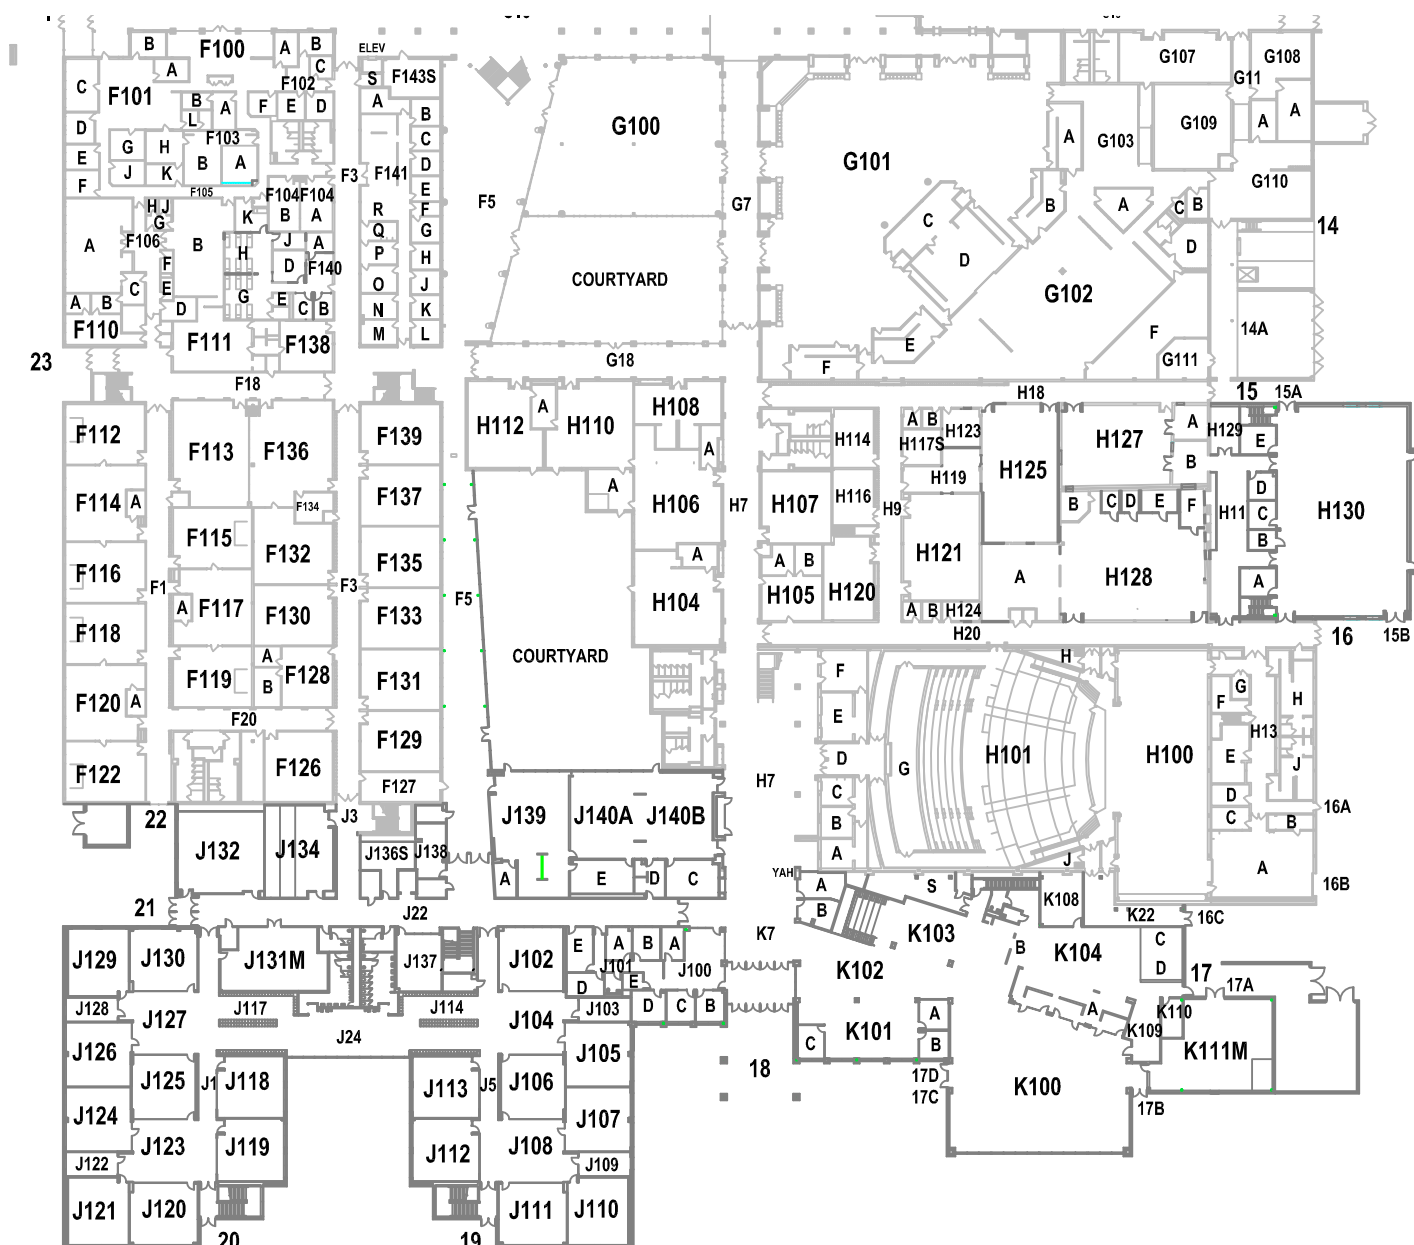 B
F100
A
B
ELEV
A
C
G107
G108
C
F101
F102
S
F143S
G11
B
A
F
E
D
A
B
G100
A
G103
G109
A
A
D
L
F103
C
E
G
H
B
A
F3
D
G101
F
J
K
F141
E
G110
F105
F104
F104
H
J
G
K
B
A
R
F
F5
G7
C
B
A
C
B
14
A
F106
B
H
J
A
Q
G
D
D
F
D
F140
P
H
C
E
G
O
J
COURTYARD
G102
A
B
D
E
C
B
N
K
F110
F111
F138
M
L
E
F
14A
23
G18
F
G111
F18
H18
15
15A
F112
F113
F136
F139
H112
A
H110
H108
H114
A
B
H123
H127
A
H129
E
A
H117S
H125
B
F114
A
F134
F137
A
H106
H7
H107
H116
H9
H119
B
C
D
E
F
H11
D
C
H130
F115
F132
F135
H121
B
F116
F1
F3
A
A
B
A
H128
A
F117
A
F130
F133
F5
H104
H105
H120
A
B
H124
F118
H20
16
15B
F119
A
B
F128
F131
COURTYARD
F
H
G
H
F120
A
F
F20
E
F129
H13
F122
F126
D
G
H101
H100
E
J
F127
H7
C
D
16A
22
J3
J139
J140A
J140B
B
C
B
J132
J134
J136S
J138
A
J
A
A
E
D
C
YAH
A
S
16B
21
J22
B
K108
K22
16C
J129
J130
J131M
J137
J102
E
A
B
A
K7
K103
B
K104
C
J101
J100
K102
D
D
E
17
17A
J128
J117
J114
J103
D
C
B
A
J127
J104
A
K110
J24
K101
K109
J126
J105
C
B
K111M
J125
J1
J118
J113
J5
J106
18
17D
K100
J124
J107
17C
17B
J123
J119
J112
J108
J122
J109
J121
J120
J111
J110
20
19